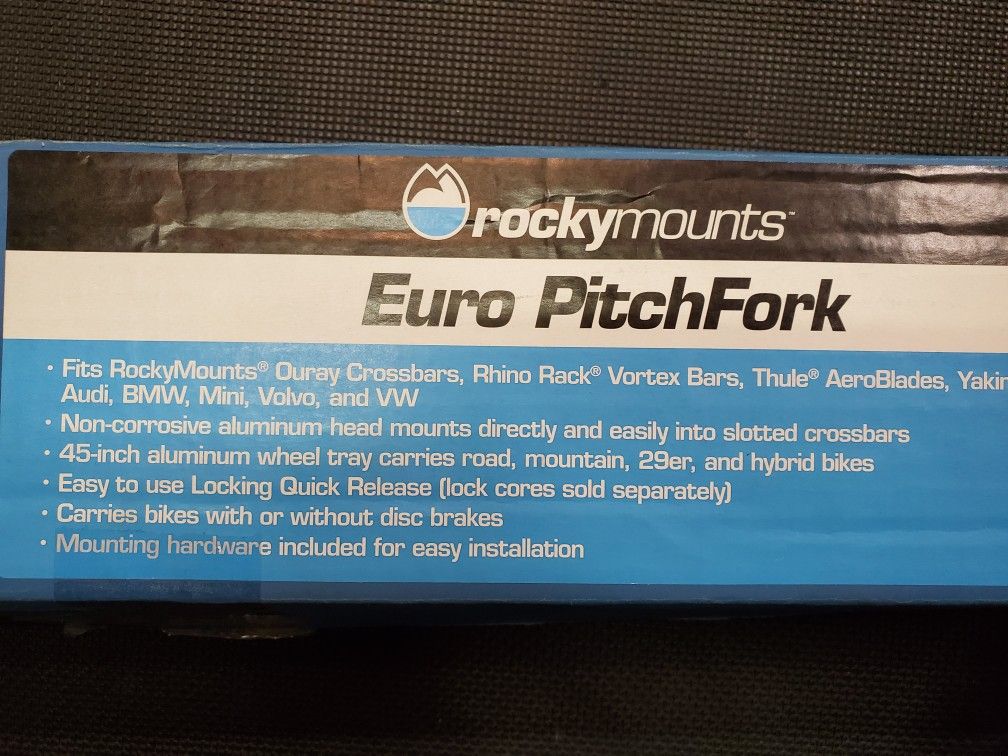 rockymounts™
Euro PitchFork
• Fits RockyMounts® Ouray Crossbars, Rhino Rack® Vortex Bars, Thule® AeroBlades,
Audi, BMW, Mini, Volvo, and VW
• Non-corrosive aluminum head mounts directly and easily into slotted crossbars
• 45-inch aluminum wheel tray carries road, mountain, 29er, and hybrid bikes
• Easy to use Locking Quick Release (lock cores sold separately)
• Carries bikes with or without disc brakes
• Mounting hardware included for easy installation